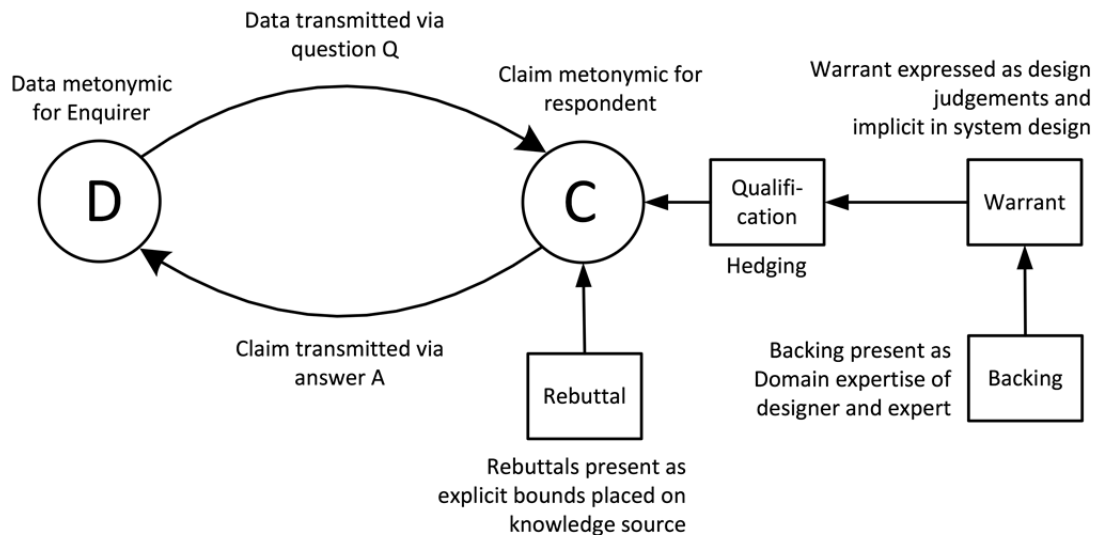 Data transmitted via
question Q
Data metonymic
for Enquirer
Claim metonymic for
respondent
Warrant expressed as design
judgements and
implicit in system design
D
C
Qualifi-
cation
Warrant
Hedging
Claim transmitted via
answer A
Rebuttal
Backing present as
Domain expertise of
designer and expert
Backing
Rebuttals present as
explicit bounds placed on
knowledge source